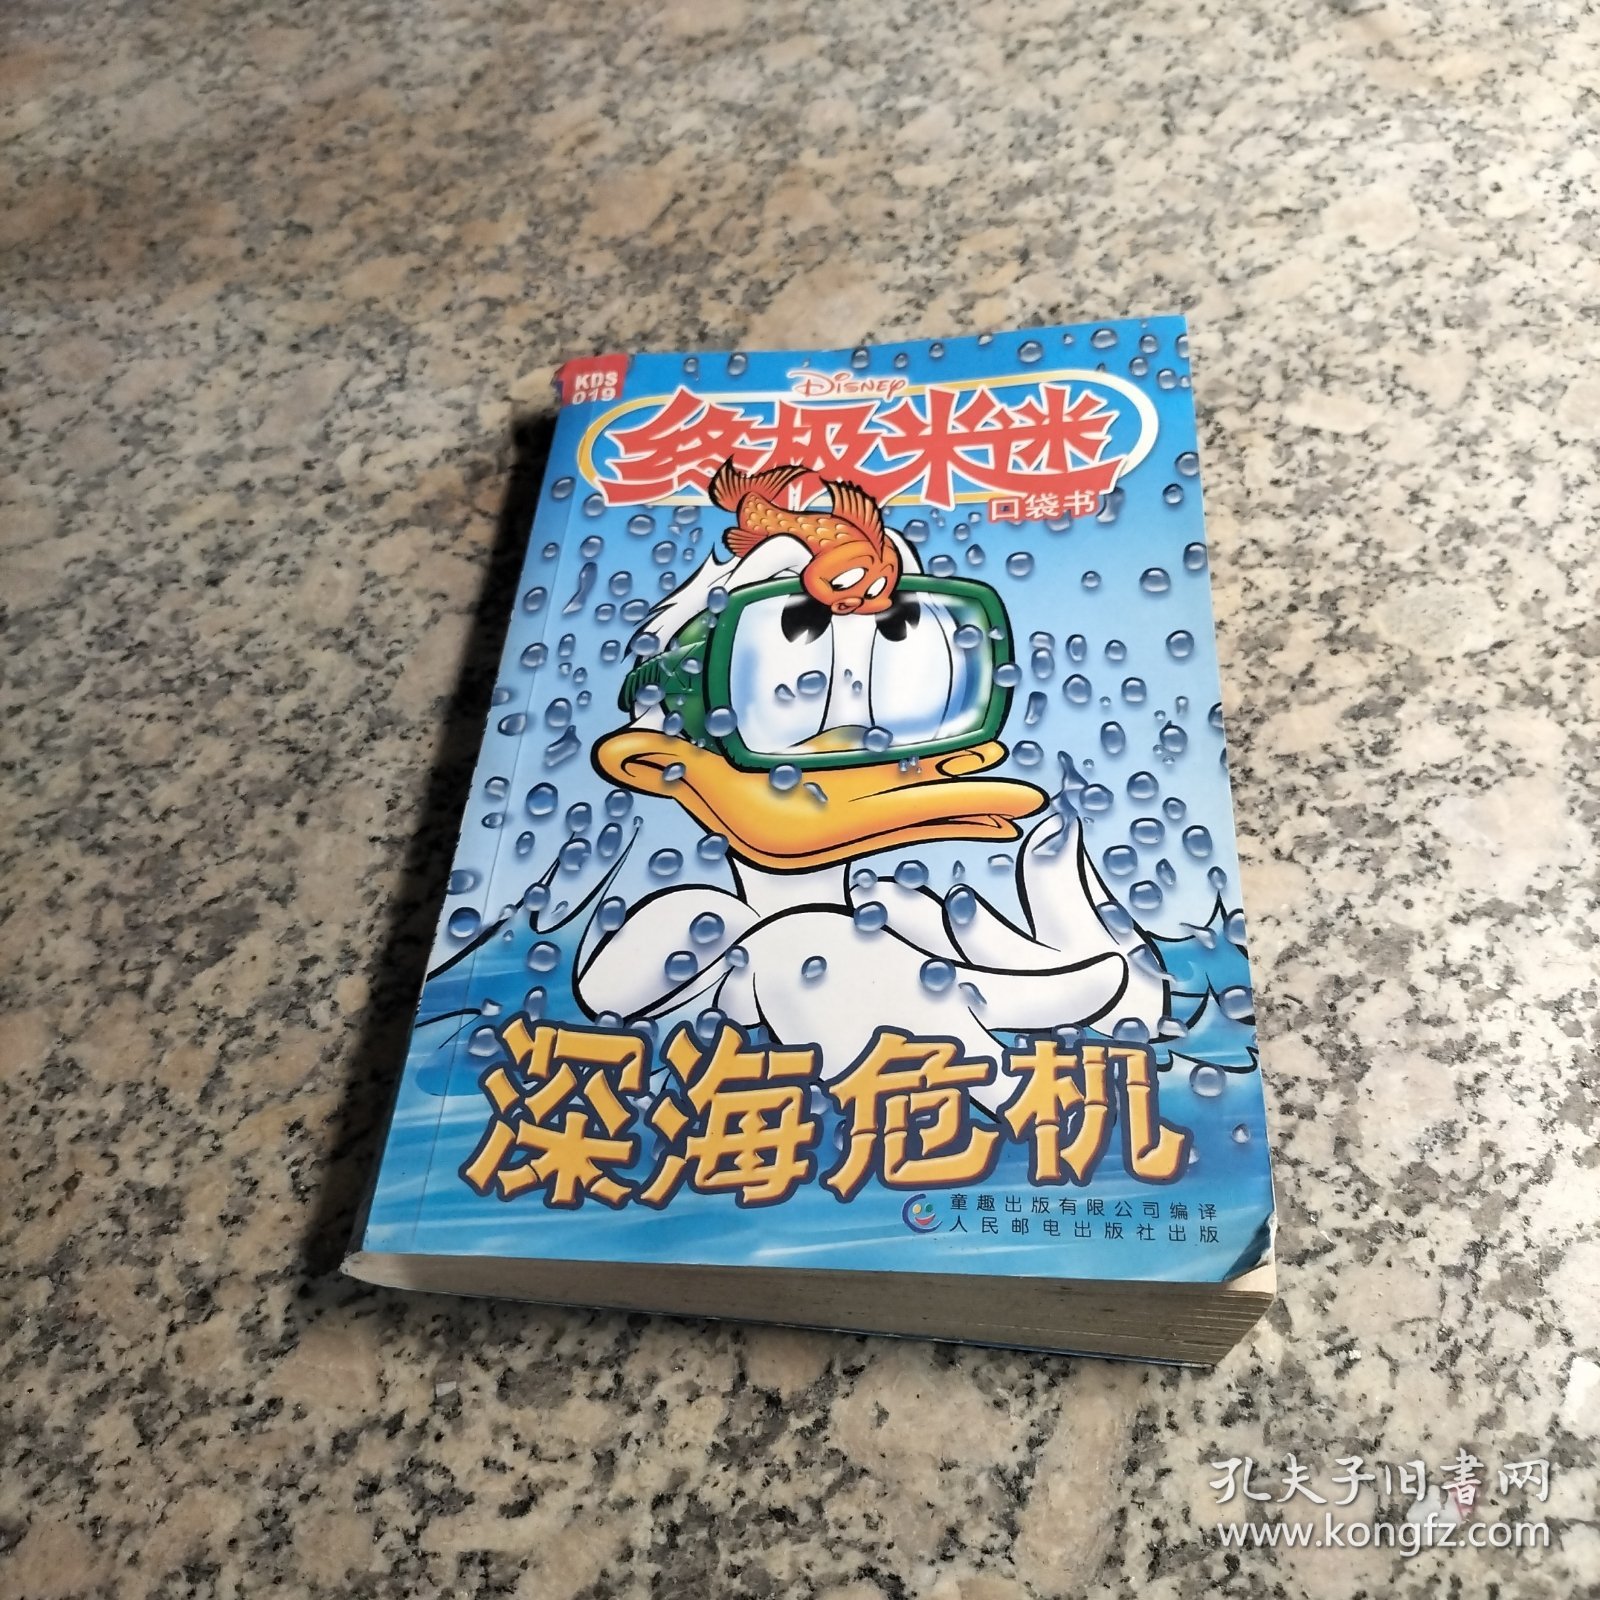 KDS
019
DISNEY
终极米迷
口袋书
深海危机
童趣出版有限公司编译
人民邮电出版社出版
孔夫子旧書网
www.kongfz.com